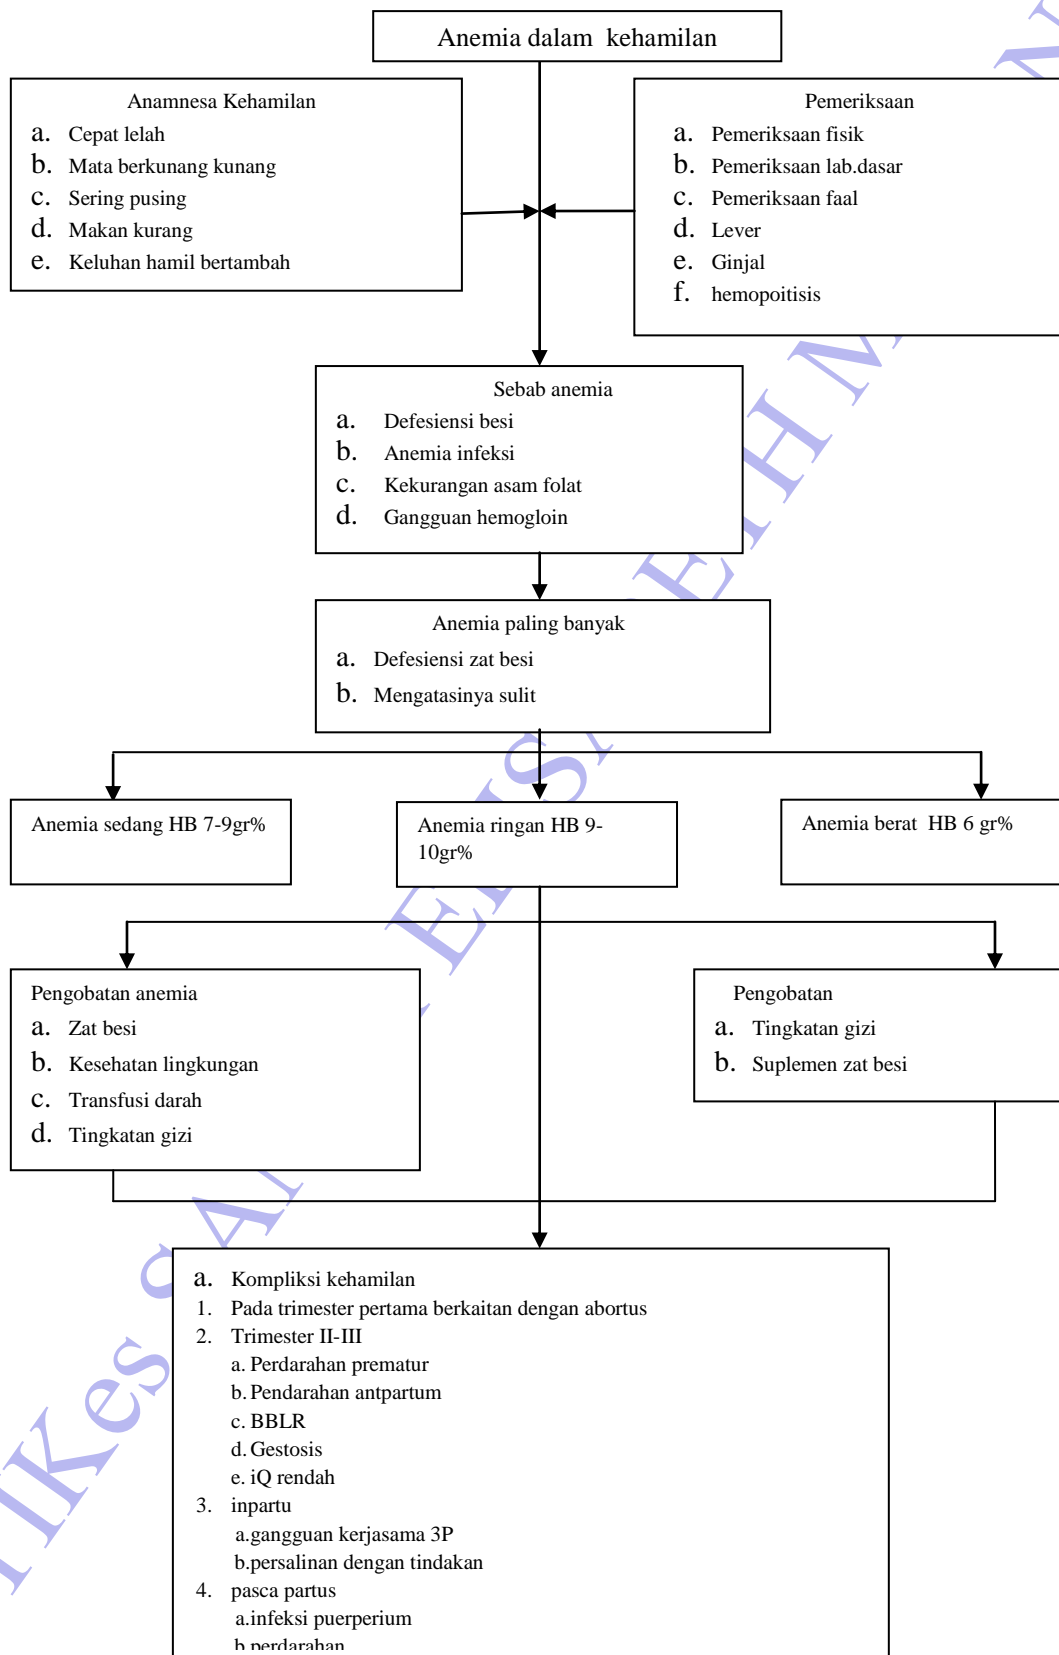 Anemia dalam kehamilan
Anamnesa Kehamilan
a. Cepat lelah
b. Mata berkunang kunang
c. Sering pusing
d. Makan kurang
e. Keluhan hamil bertambah
Pemeriksaan
a. Pemeriksaan fisik
b. Pemeriksaan lab.dasar
c. Pemeriksaan faal
d. Lever
e. Ginjal
f. hemopoitisis
Sebab anemia
a. Defesiensi besi
b. Anemia infeksi
c. Kekurangan asam folat
d. Gangguan hemogloin
Anemia paling banyak
a. Defesiensi zat besi
b. Mengatasinya sulit
Anemia sedang HB 7-9gr%
Anemia ringan HB 9-
10gr%
Anemia berat HB 6 gr%
Pengobatan anemia
a. Zat besi
b. Kesehatan lingkungan
c. Transfusi darah
d. Tingkatan gizi
Pengobatan
a. Tingkatan gizi
b. Suplemen zat besi
a. Kompliksi kehamilan
1. Pada trimester pertama berkaitan dengan abortus
2. Trimester II-III
a. Perdarahan prematur
b. Pendarahan antpartum
c. BBLR
d. Gestosis
e. iQ rendah
3. inpartu
a.gangguan kerjasama 3P
b.persalinan dengan tindakan
4. pasca partus
a.infeksi puerperium
b.perdarahan